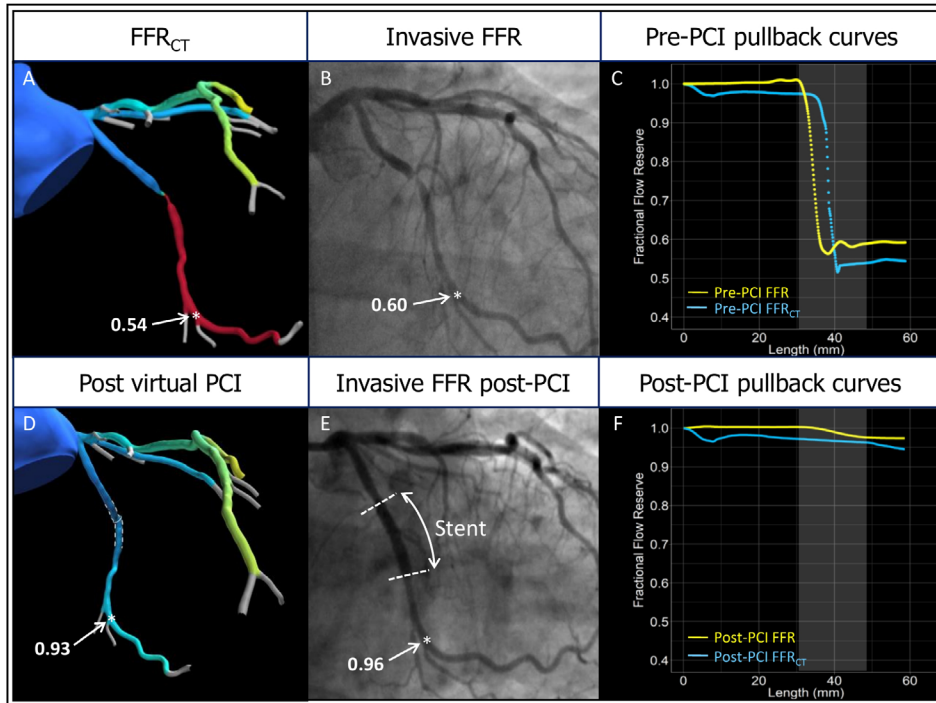 FFRCT
Invasive FFR
Pre-PCI pullback curves
A
0.54
*
B
0.60
*
C
Fractional Flow Reserve
1.0
0.9
0.8
0.7
0.6
0.5
0.4
Pre-PCI FFR
Pre-PCI FFRCT
0
20
40
60
Length (mm)
Post virtual PCI
Invasive FFR post-PCI
Post-PCI pullback curves
D
0.93
*
E
Stent
0.96
*
F
Fractional Flow Reserve
1.0
0.9
0.8
0.7
0.6
0.5
0.4
Post-PCI FFR
Post-PCI FFRCT
0
20
40
60
Length (mm)